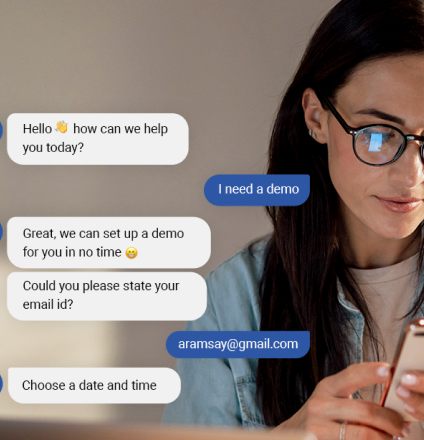 Hello 👋 how can we help
you today?
I need a demo
Great, we can set up a demo
for you in no time 😁
Could you please state your
email id?
aramsay@gmail.com
Choose a date and time